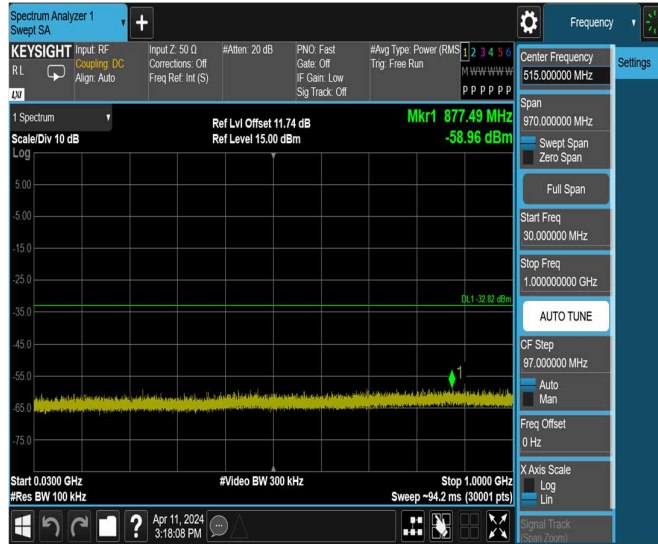 Spectrum Analyzer 1
Swept SA
+
Frequency
KEYSIGHT
RL
LXI
Input: RF
Coupling: DC
Align: Auto
Input Z: 50 Ω
Corrections: Off
Freq Ref: Int (S)
#Atten: 20 dB
PNO: Fast
Gate: Off
IF Gain: Low
Sig Track: Off
#Avg Type: Power (RMS
Trig: Free Run
1 2 3 4 5 6
M W W W W W
P P P P P P
1 Spectrum
Scale/Div 10 dB
Log
Ref Lvl Offset 11.74 dB
Ref Level 15.00 dBm
Mkr1 877.49 MHz
-58.96 dBm
5.00
-5.00
-15.0
-25.0
DL1 -32.82 dBm
-35.0
-45.0
-55.0
1
-65.0
-75.0
Start 0.0300 GHz
#Res BW 100 kHz
#Video BW 300 kHz
Stop 1.0000 GHz
Sweep ~94.2 ms (30001 pts)
?
Apr 11, 2024
3:18:08 PM
Center Frequency
515.000000 MHz
Settings
Span
970.000000 MHz
Swept Span
Zero Span
Full Span
Start Freq
30.000000 MHz
Stop Freq
1.000000000 GHz
AUTO TUNE
CF Step
97.000000 MHz
Auto
Man
Freq Offset
0 Hz
X Axis Scale
Log
Lin
Signal Track
(Span Zoom)